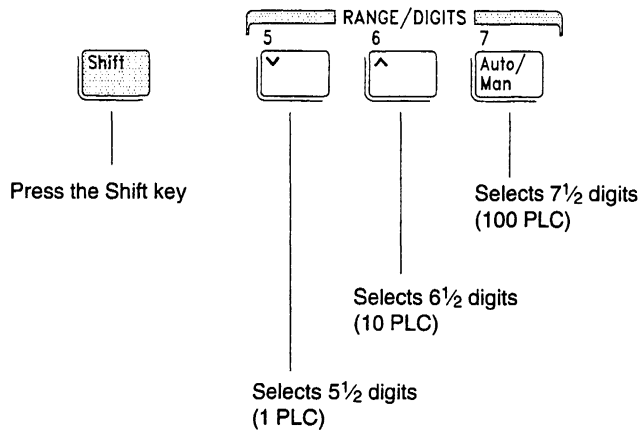 RANGE/DIGITS
5 6 7
Shift
Auto/
Man
Press the Shift key
Selects 7½ digits
(100 PLC)
Selects 6½ digits
(10 PLC)
Selects 5½ digits
(1 PLC)